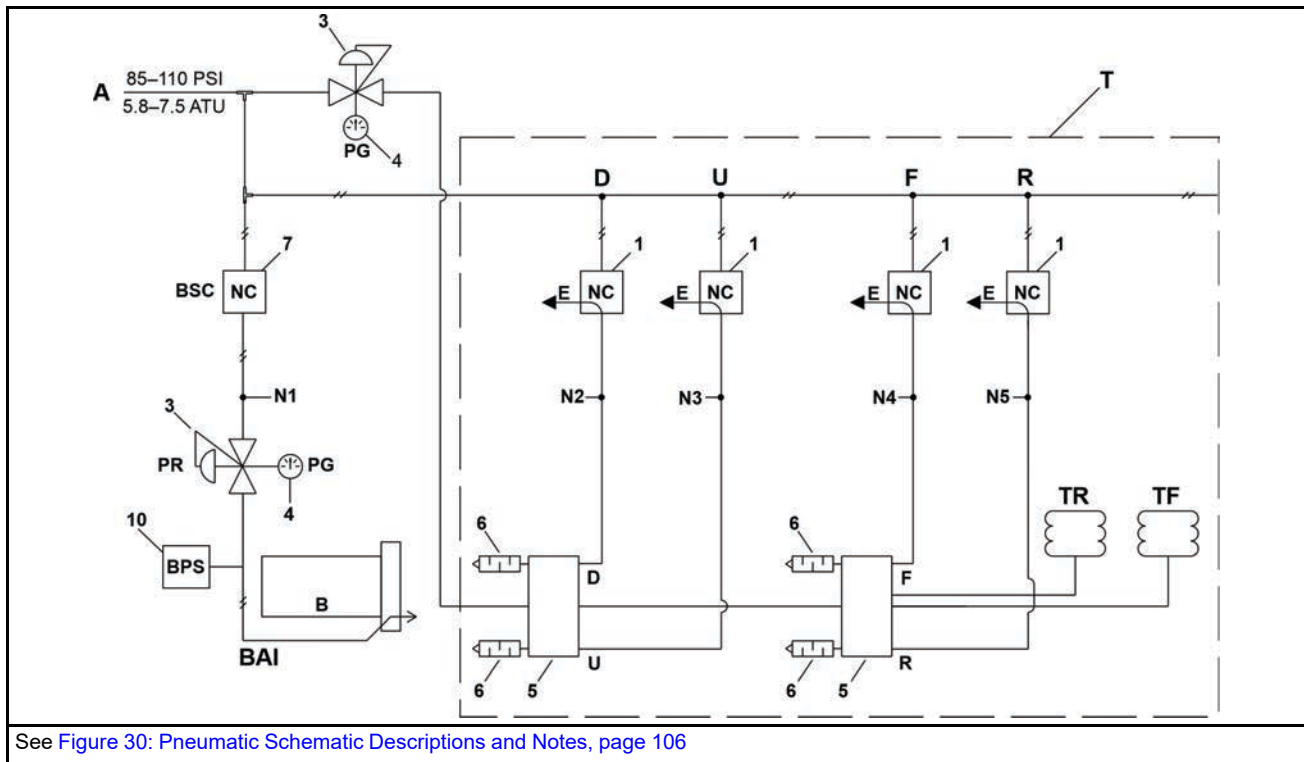 3
85–110 PSI
A
5.8–7.5 ATU
T
PG
4
D
U
F
R
7
1
1
1
1
BSC
NC
E
NC
E
NC
E
NC
E
NC
N1
N2
N3
N4
N5
3
PR
PG
4
TR
TF
10
6
6
BPS
D
F
B
BAI
U
R
6
5
6
5
See Figure 30: Pneumatic Schematic Descriptions and Notes, page 106